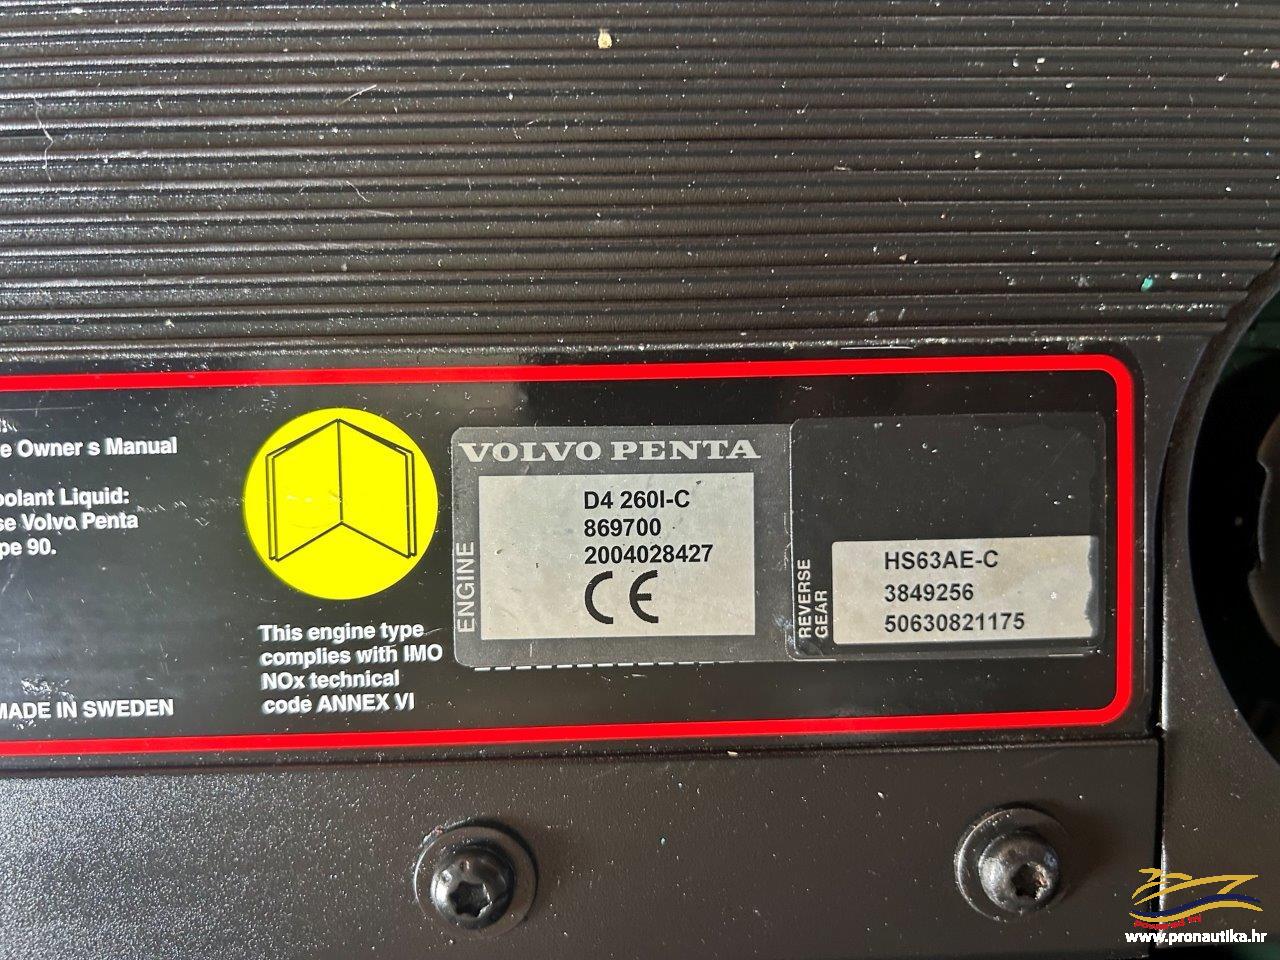 e Owner s Manual
oolant Liquid:
se Volvo Penta
pe 90.
MADE IN SWEDEN
This engine type
complies with IMO
NOx technical
code ANNEX VI
VOLVO PENTA
ENGINE
D4 260I-C
869700
2004028427
CE
REVERSE
GEAR
HS63AE-C
3849256
50630821175
www.pronautika.hr